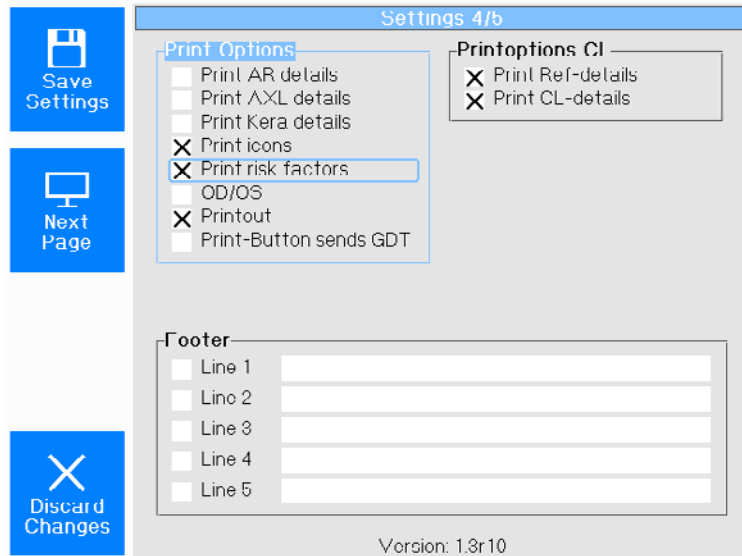 Settings 4/5
Save
Settings
Next
Page
Discard
Changes
Print Options
Print AR details
Print AXL details
Print Kera details
Print icons
Print risk factors
OD/OS
Printout
Print-Button sends GDT
Printoptions CL
Print Ref-details
Print CL-details
Footer
Line 1
Line 2
Line 3
Line 4
Line 5
Version: 1.3r10